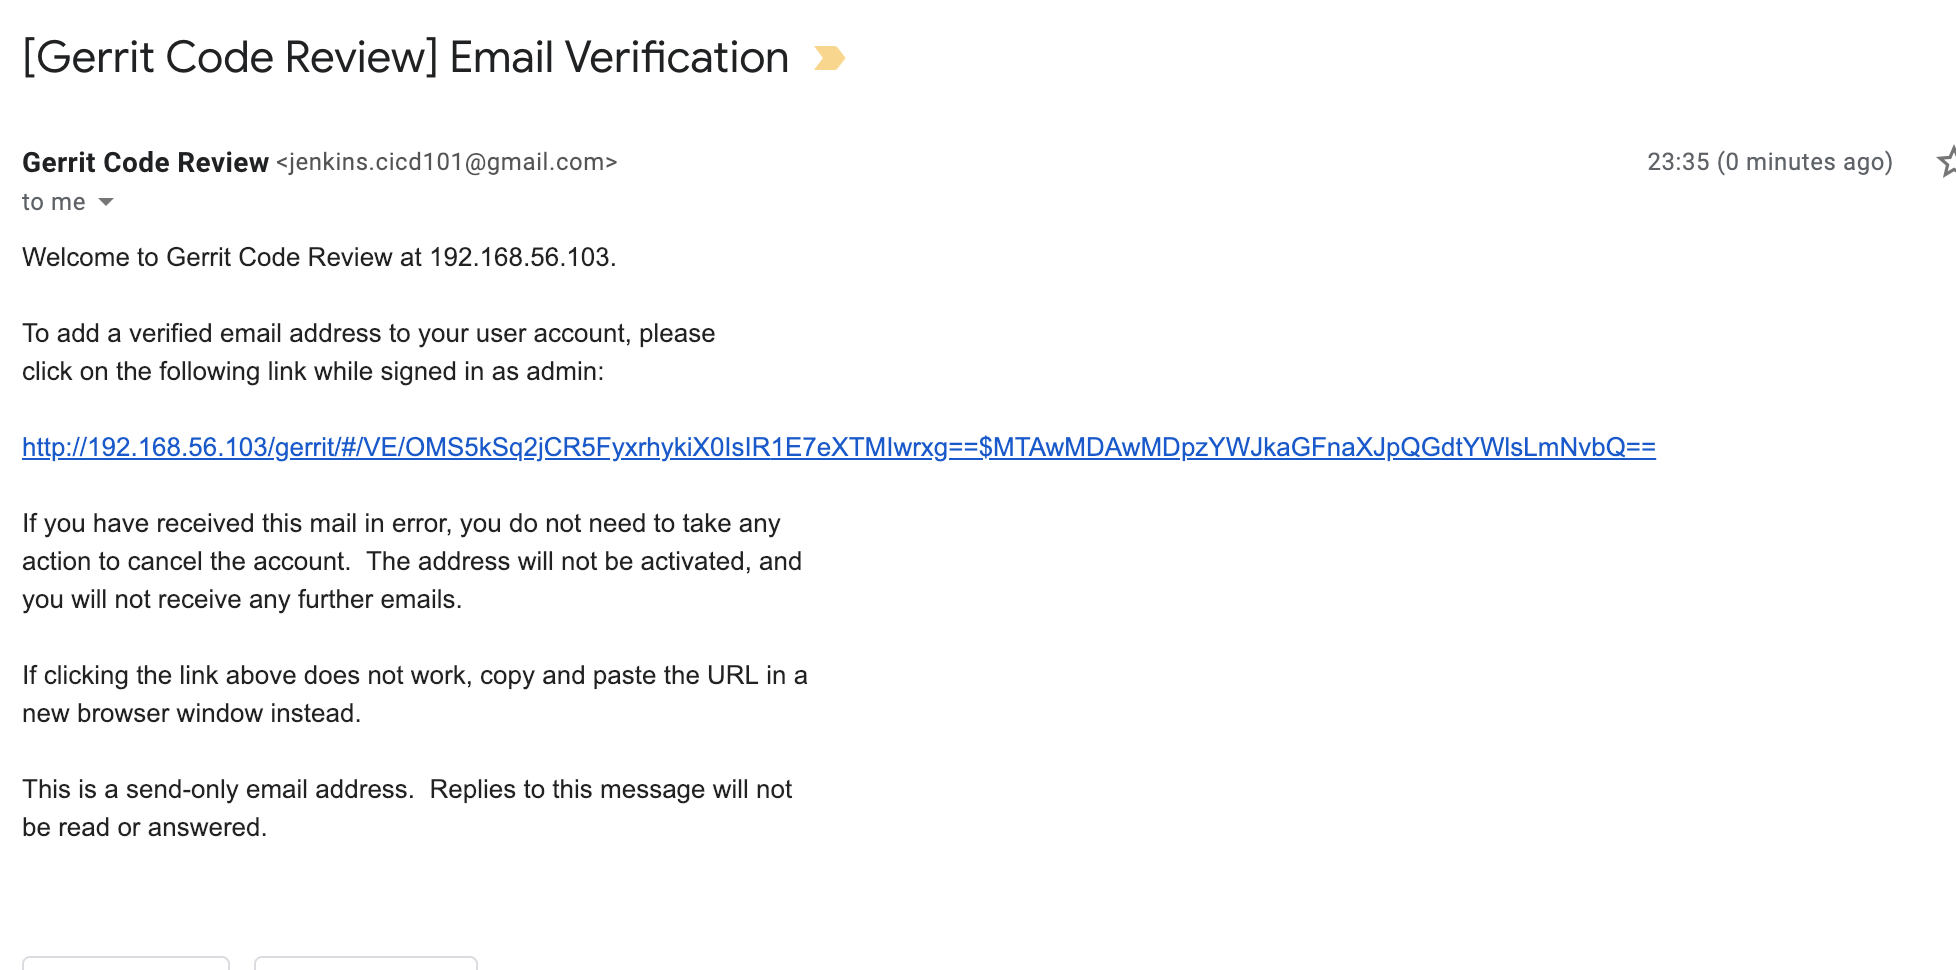 [Gerrit Code Review] Email Verification
Gerrit Code Review <jenkins.cicd101@gmail.com> 23:35 (0 minutes ago)
to me
Welcome to Gerrit Code Review at 192.168.56.103.
To add a verified email address to your user account, please
click on the following link while signed in as admin:
http://192.168.56.103/gerrit/#/VE/OMS5kSq2jCR5FyxrhykiX0IsIR1E7eXTMIwrxg==$MTAwMDAwMDpzYWJkaGFnaXJpQGdtYWlsLmNvbQ==
If you have received this mail in error, you do not need to take any
action to cancel the account.  The address will not be activated, and
you will not receive any further emails.
If clicking the link above does not work, copy and paste the URL in a
new browser window instead.
This is a send-only email address.  Replies to this message will not
be read or answered.